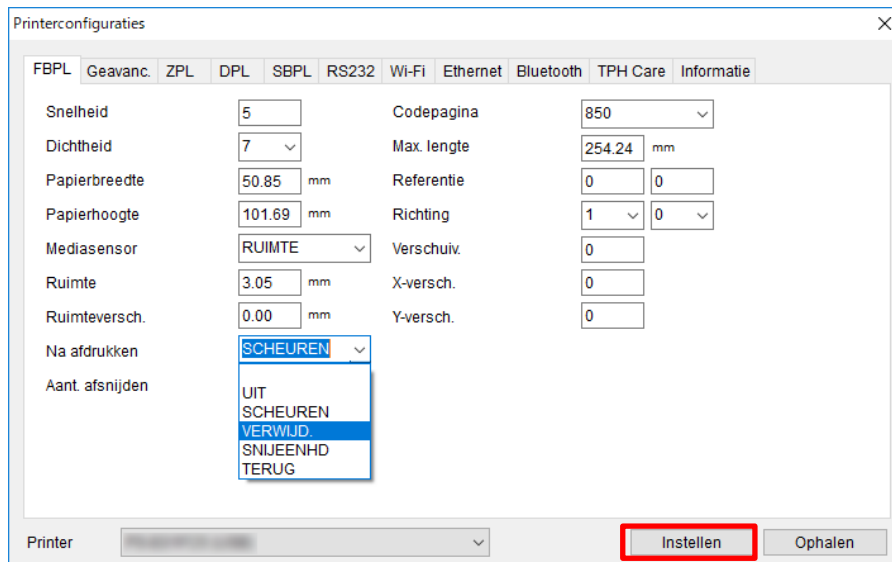 Printerconfiguraties
FBPL Geavanc. ZPL DPL SBPL RS232 Wi-Fi Ethernet Bluetooth TPH Care Informatie
Snelheid 5 Codepagina 850
Dichtheid 7 Max. lengte 254.24 mm
Papierbreedte 50.85 mm Referentie 0 0
Papierhoogte 101.69 mm Richting 1 0
Mediasensor RUIMTE Verschuiv. 0
Ruimte 3.05 mm X-versch. 0
Ruimteversch. 0.00 mm Y-versch. 0
Na afdrukken SCHEUREN
Aant. afsnijden
UIT
SCHEUREN
VERWIJD.
SNIJEENHD
TERUG
Printer Instellen Ophalen